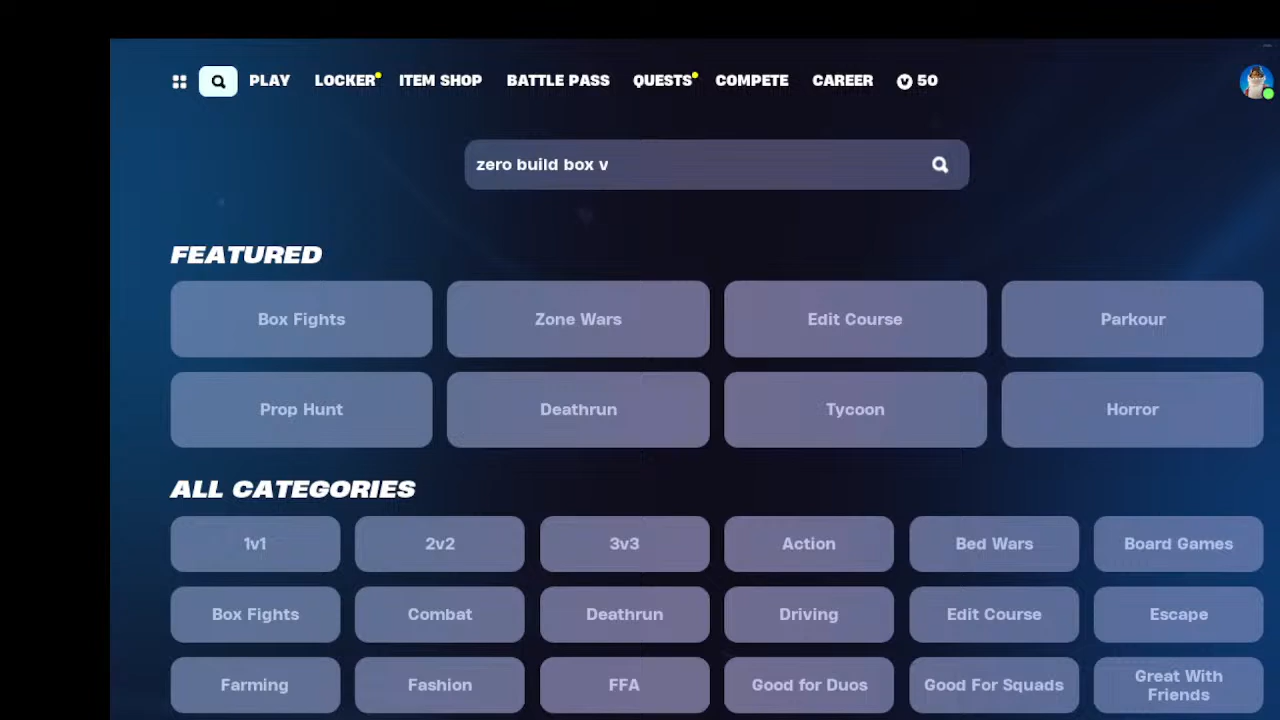 PLAY LOCKER ITEM SHOP BATTLE PASS QUESTS COMPETE CAREER 50
zero build box v
FEATURED
Box Fights Zone Wars Edit Course Parkour
Prop Hunt Deathrun Tycoon Horror
ALL CATEGORIES
1v1 2v2 3v3 Action Bed Wars Board Games
Box Fights Combat Deathrun Driving Edit Course Escape
Farming Fashion FFA Good for Duos Good For Squads Great With
Friends